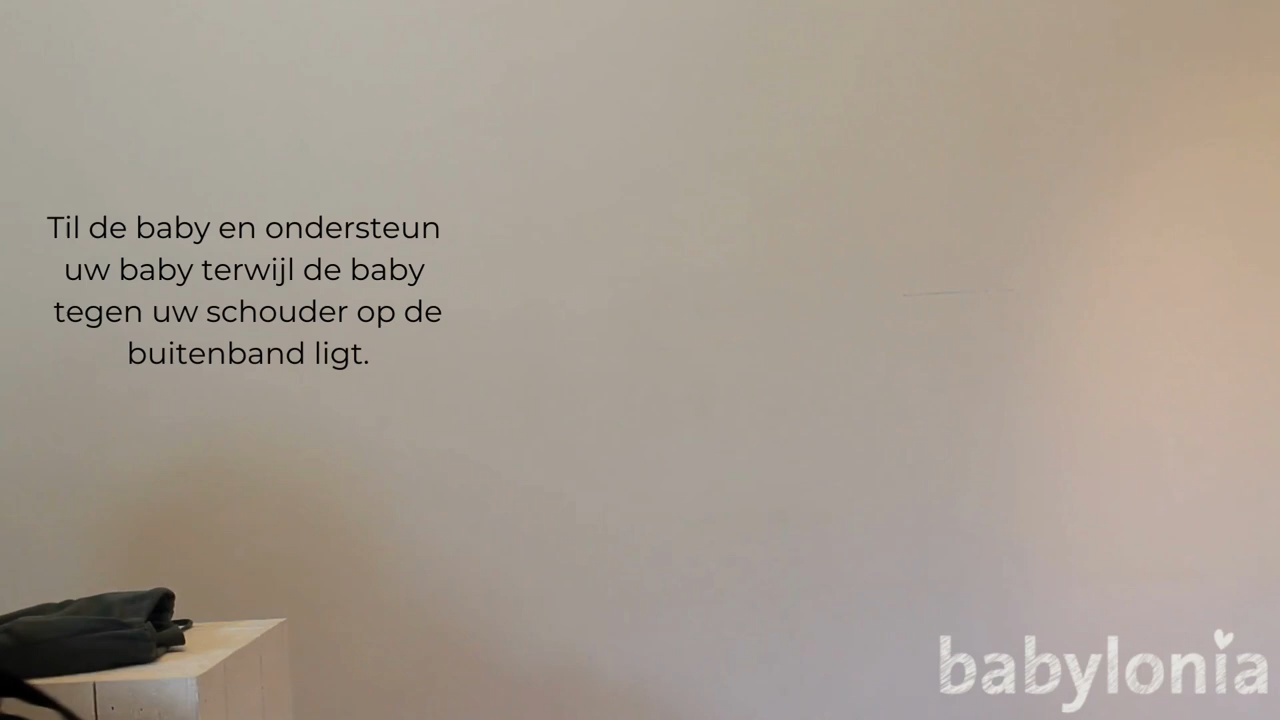 Til de baby en ondersteun
uw baby terwijl de baby
tegen uw schouder op de
buitenband ligt.
babylonia